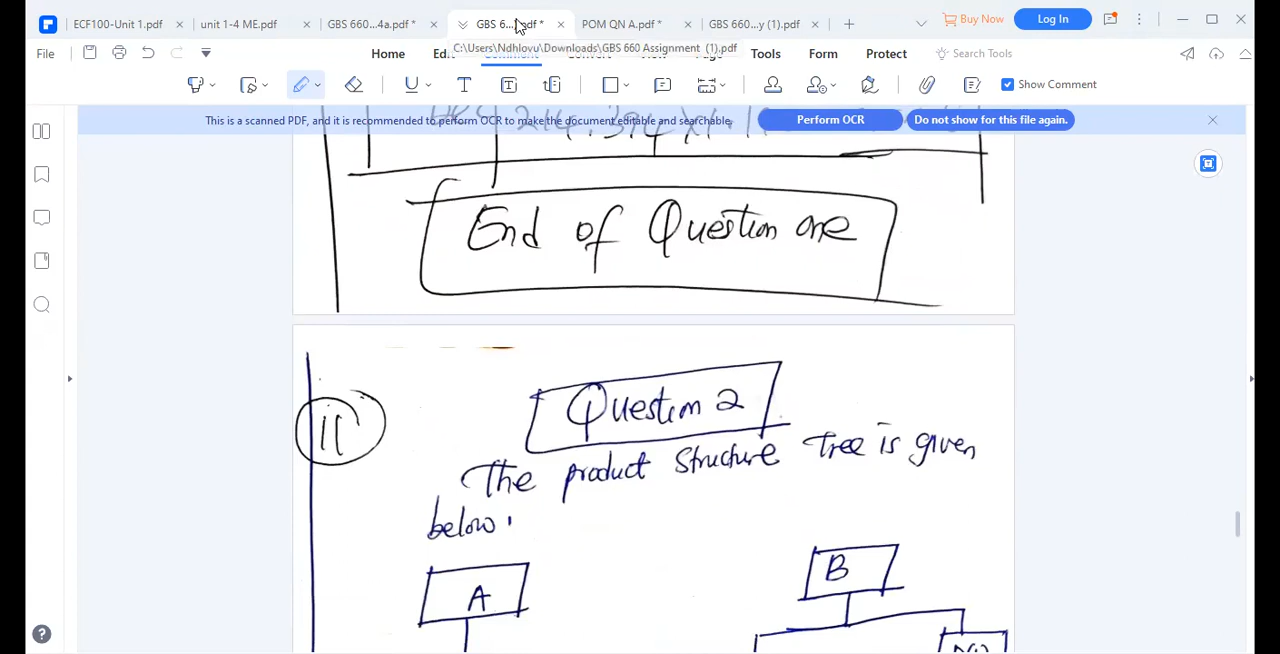 ECF100-Unit 1.pdf
unit 1-4 ME.pdf
GBS 660...4a.pdf *
GBS 6...pdf *
POM QN A.pdf *
GBS 660...y (1).pdf
Buy Now
Log In
C:\Users\Ndhlovu\Downloads\GBS 660 Assignment (1).pdf
File
Home
Tools
Form
Protect
Search Tools
Show Comment
This is a scanned PDF, and it is recommended to perform OCR to make the document editable and searchable.
Perform OCR
Do not show for this file again.
End of Question one
11
Question 2
The product Structure Tree is given
below.
A
B